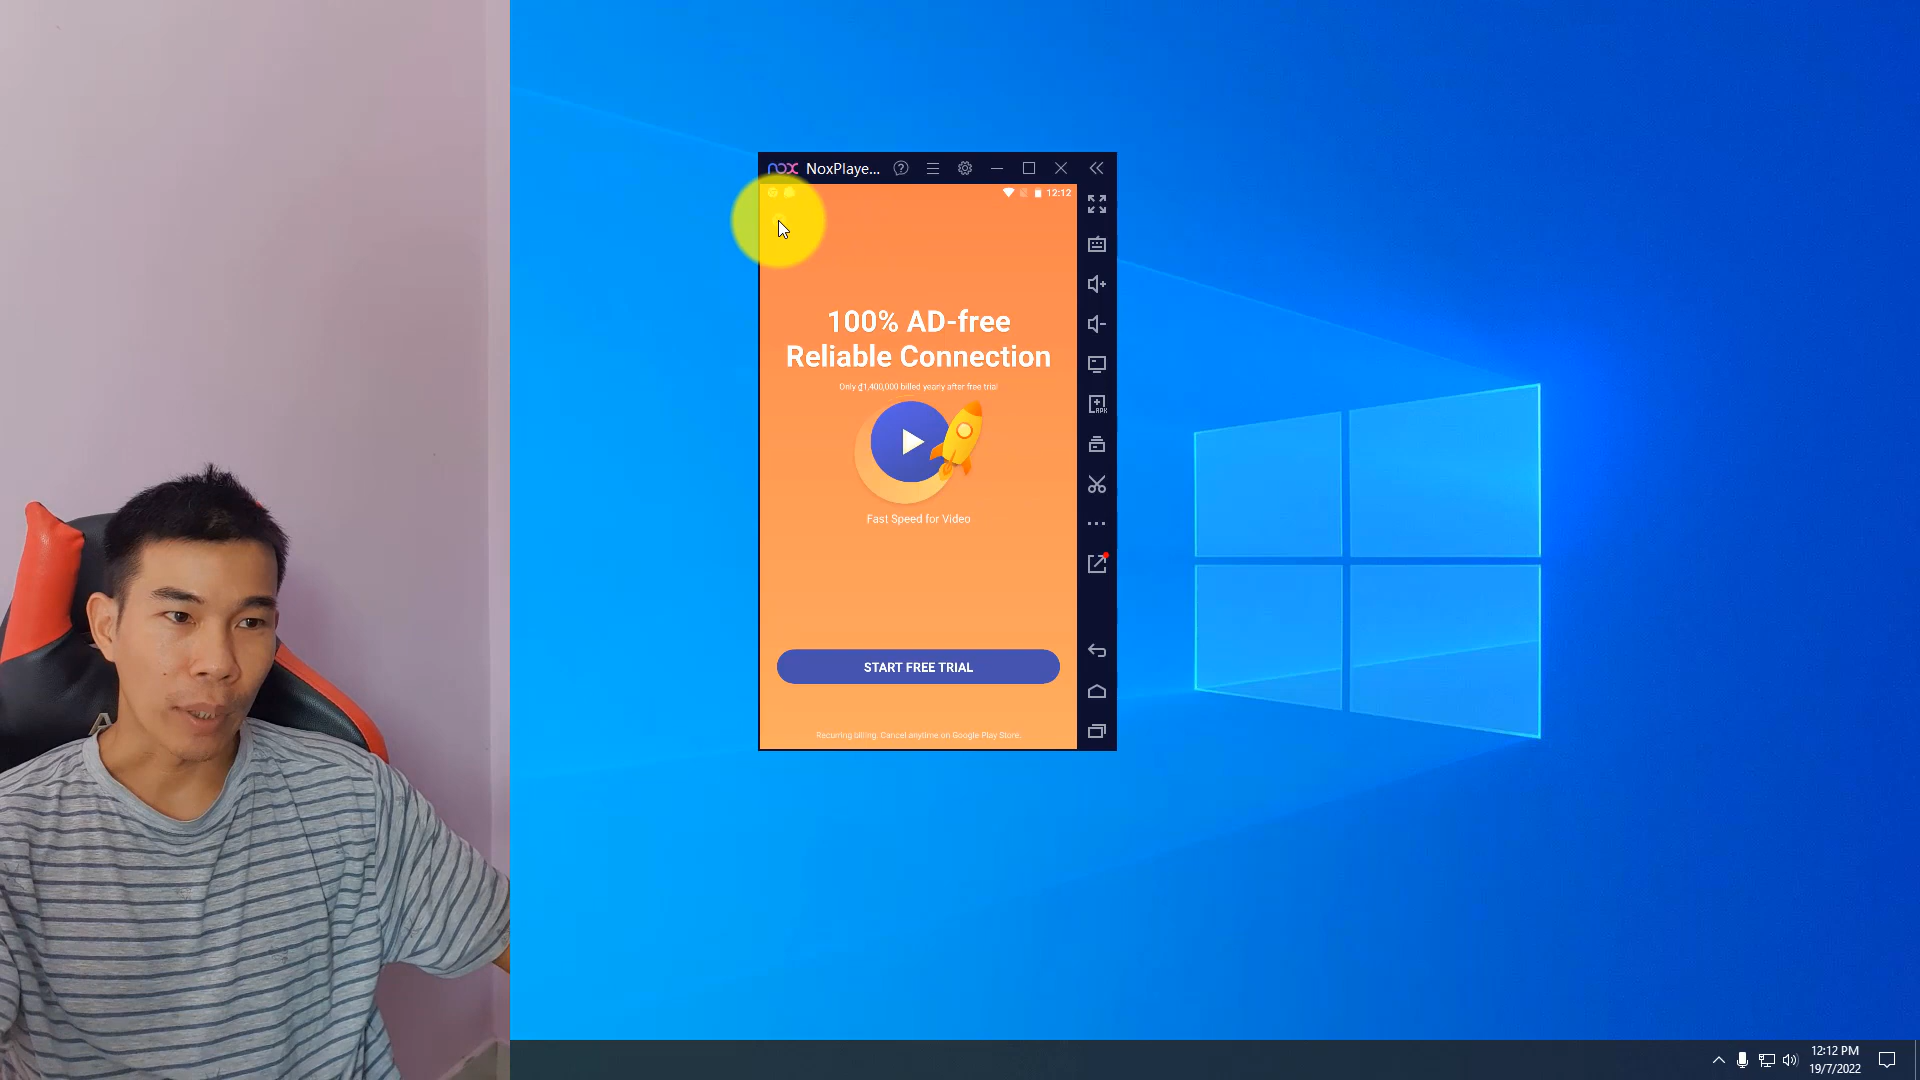 nox NoxPlaye...
12:12
100% AD-free
Reliable Connection
Only ₫1,400,000 billed yearly after free trial
Fast Speed for Video
START FREE TRIAL
Recurring billing. Cancel anytime on Google Play Store.
APK
A
12:12 PM
19/7/2022